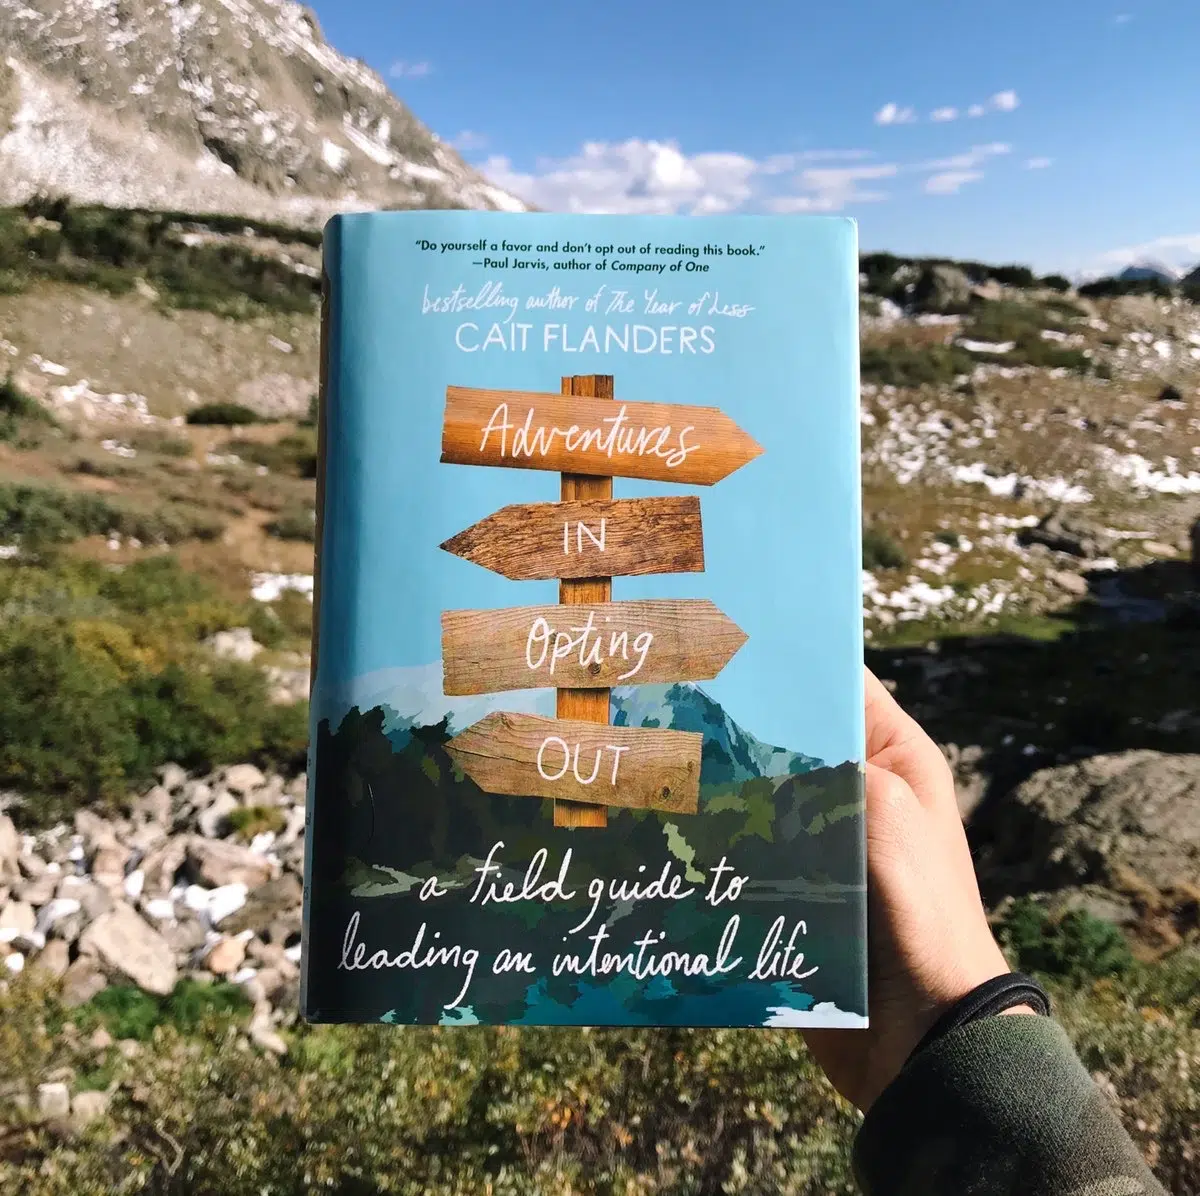 “Do yourself a favor and don’t opt out of reading this book.”
—Paul Jarvis, author of Company of One
bestselling author of The Year of Less
CAIT FLANDERS
Adventures
IN
Opting
OUT
a field guide to
leading an intentional life